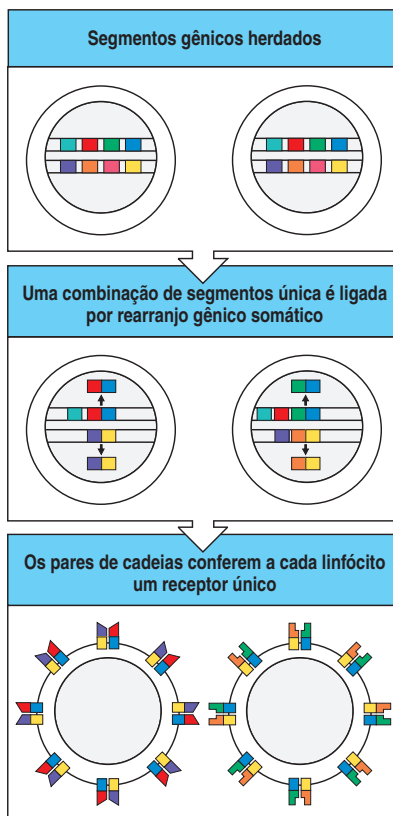 Segmentos gênicos herdados
Uma combinação de segmentos única é ligada
por rearranjo gênico somático
Os pares de cadeias conferem a cada linfócito
um receptor único